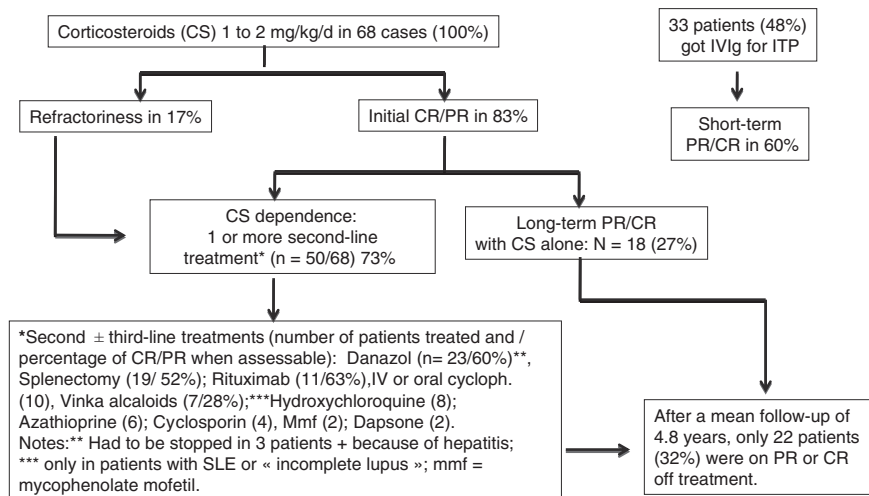 Corticosteroids (CS) 1 to 2 mg/kg/d in 68 cases (100%)
33 patients (48%)
got IVIg for ITP
Refractoriness in 17%
Initial CR/PR in 83%
Short-term
PR/CR in 60%
CS dependence:
1 or more second-line
treatment* (n = 50/68) 73%
Long-term PR/CR
with CS alone: N = 18 (27%)
*Second ± third-line treatments (number of patients treated and /
percentage of CR/PR when assessable): Danazol (n= 23/60%)**,
Splenectomy (19/ 52%); Rituximab (11/63%),IV or oral cycloph.
(10), Vinka alcaloids (7/28%);***Hydroxychloroquine (8);
Azathioprine (6); Cyclosporin (4), Mmf (2); Dapsone (2).
Notes:** Had to be stopped in 3 patients + because of hepatitis;
*** only in patients with SLE or « incomplete lupus »; mmf =
mycophenolate mofetil.
After a mean follow-up of
4.8 years, only 22 patients
(32%) were on PR or CR
off treatment.